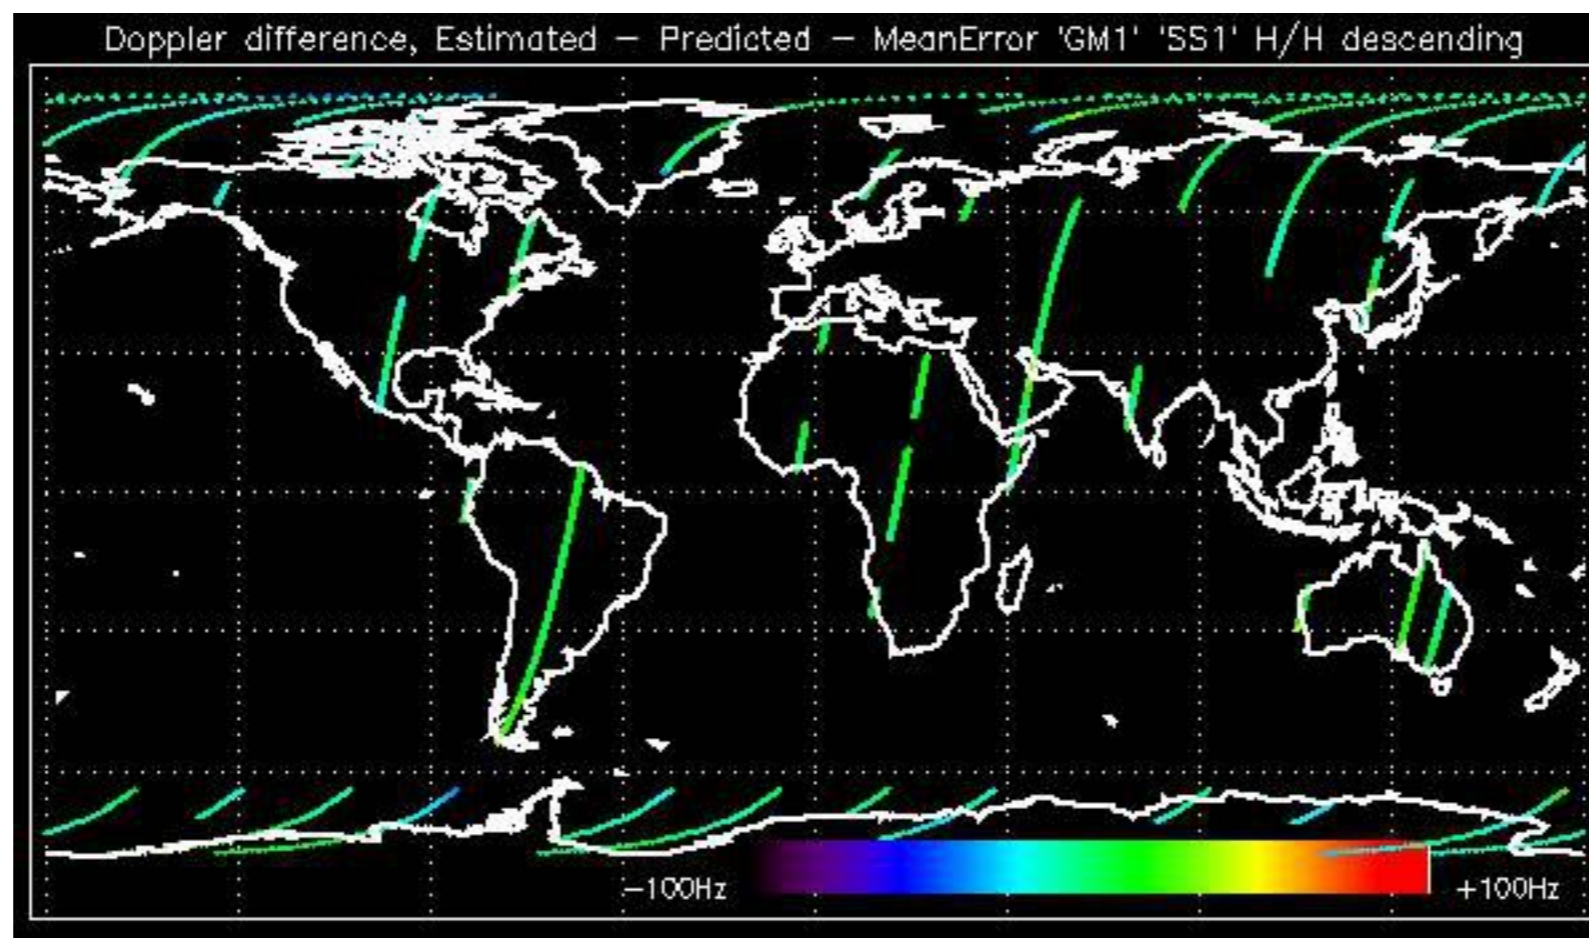 Doppler difference, Estimated – Predicted – MeanError 'GM1' 'SS1' H/H descending
–100Hz
+100Hz